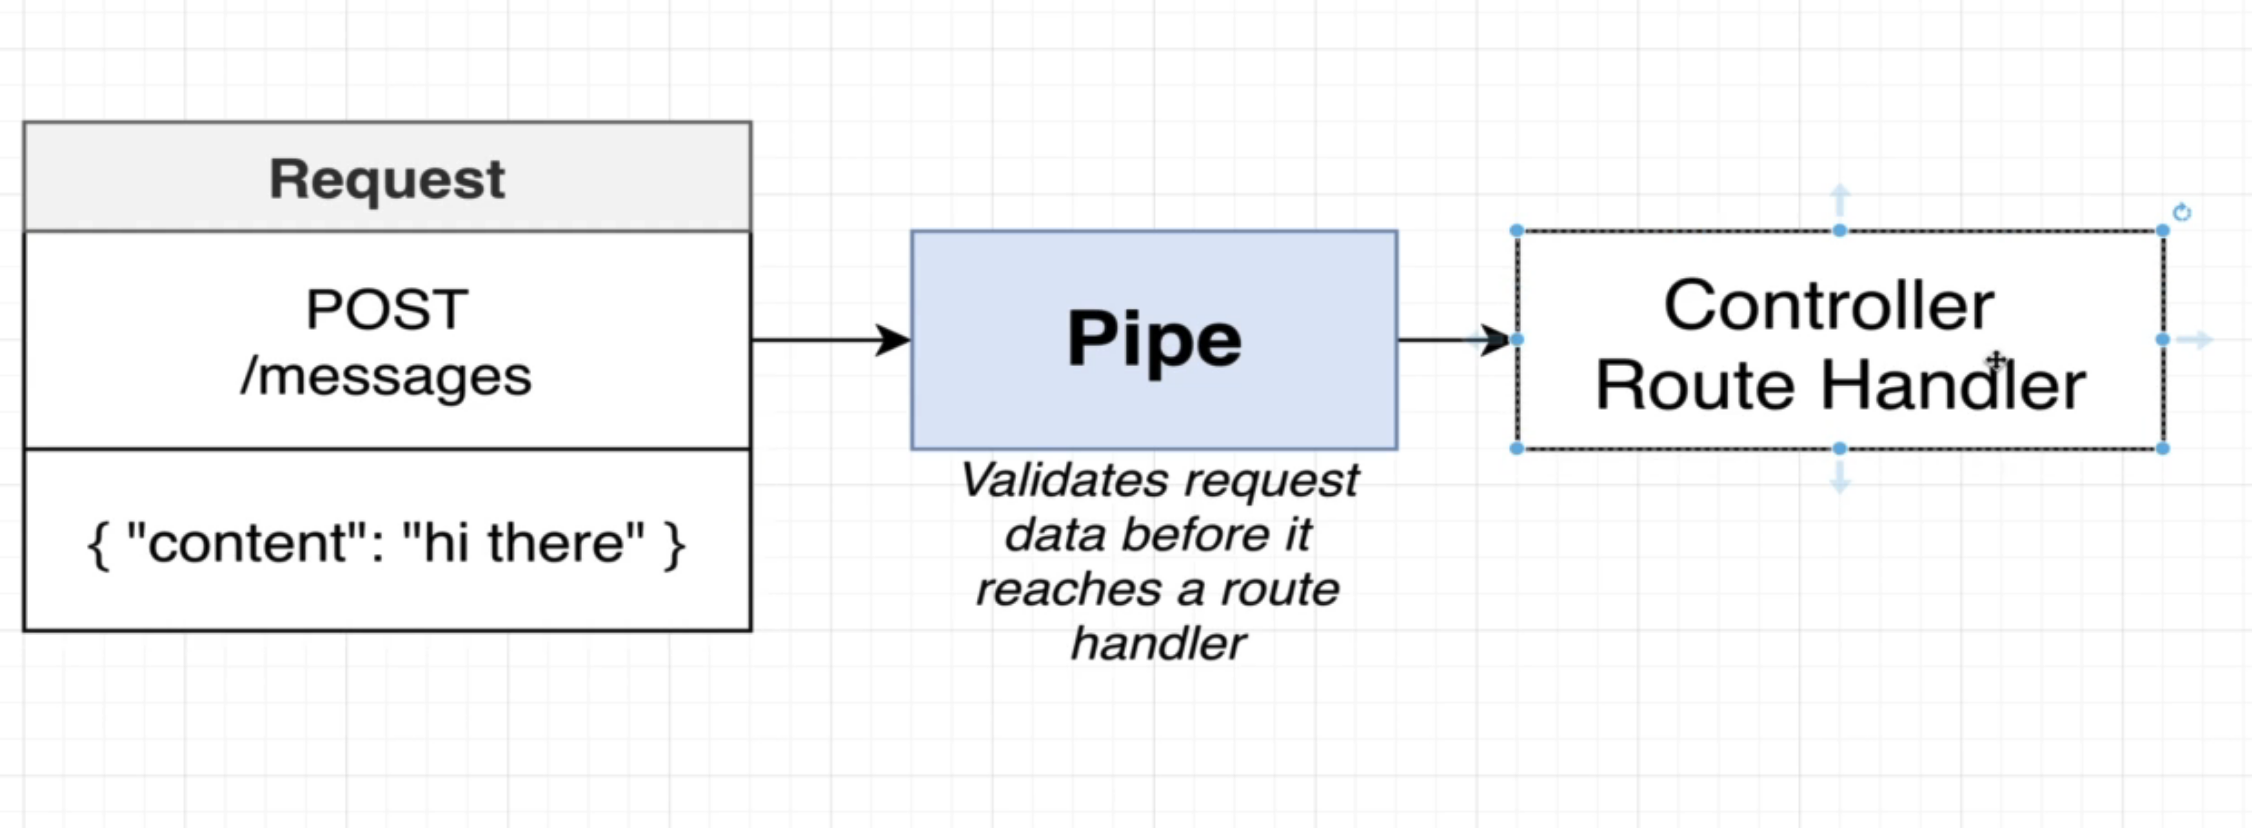 Request
POST
/messages
{ "content": "hi there" }
Pipe
Validates request
data before it
reaches a route
handler
Controller
Route Handler